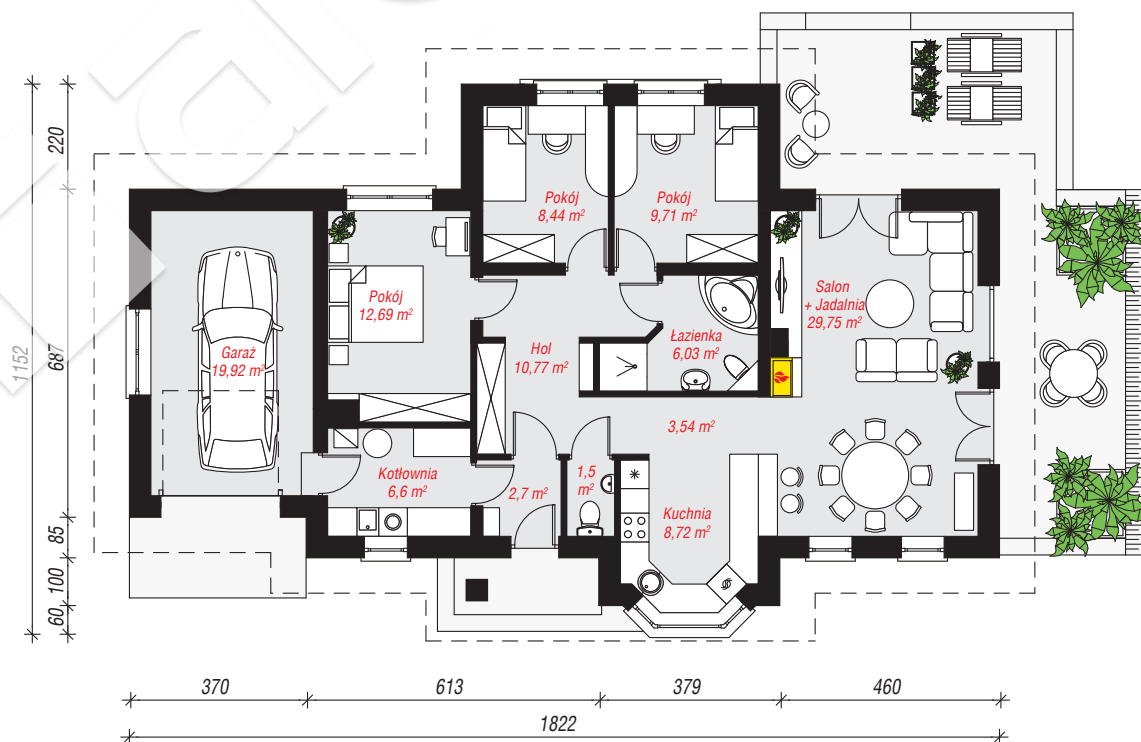 Pokój
8,44 m²
Pokój
9,71 m²
Pokój
12,69 m²
Salon
+ Jadalnia
29,75 m²
Garaż
19,92 m²
Hol
10,77 m²
Łazienka
6,03 m²
3,54 m²
Kotłownia
6,6 m²
2,7 m²
1,5
m²
Kuchnia
8,72 m²
220
687
1152
85
100
60
370
613
379
460
1822